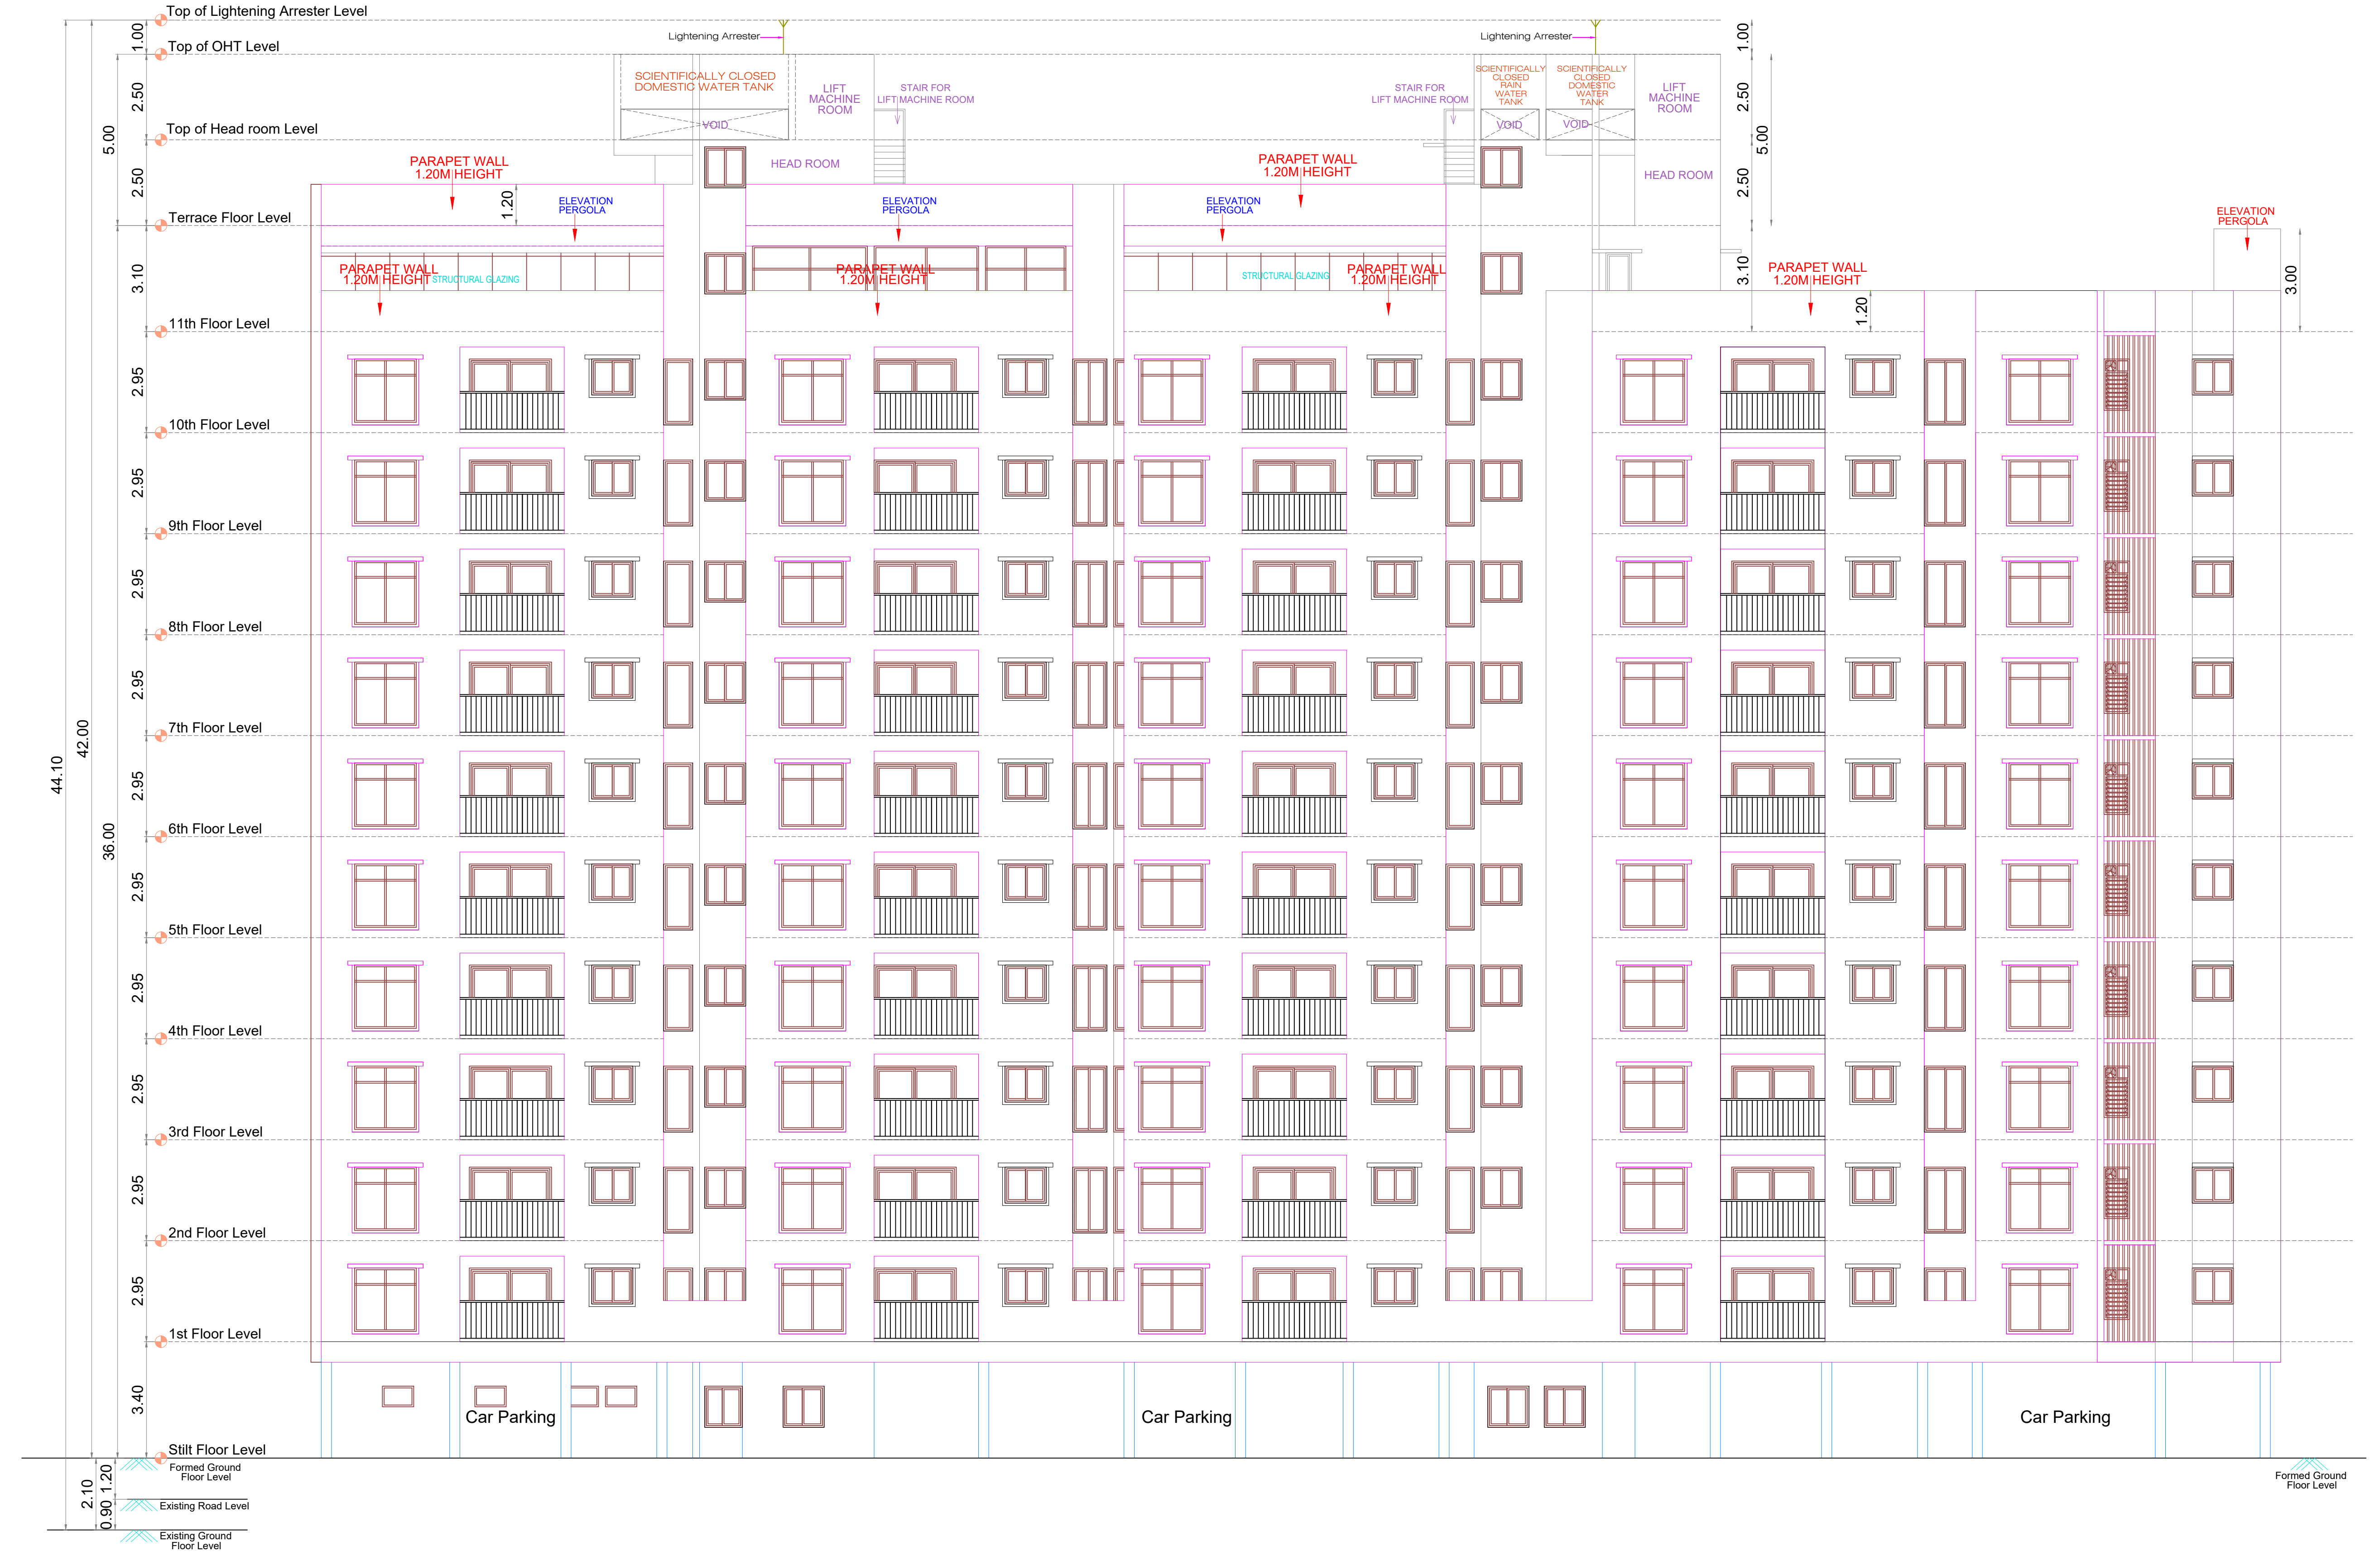 Top of Lightening Arrester Level
Lightening Arrester
Lightening Arrester
1.00
1.00
Top of OHT Level
SCIENTIFICALLY CLOSED
DOMESTIC WATER TANK
LIFT
MACHINE
ROOM
STAIR FOR
LIFT MACHINE ROOM
STAIR FOR
LIFT MACHINE ROOM
SCIENTIFICALLY
CLOSED
RAIN
WATER
TANK
SCIENTIFICALLY
CLOSED
DOMESTIC
WATER
TANK
LIFT
MACHINE
ROOM
2.50
2.50
VOID
VOID
VOID
Top of Head room Level
5.00
5.00
HEAD ROOM
HEAD ROOM
PARAPET WALL
1.20M HEIGHT
PARAPET WALL
1.20M HEIGHT
2.50
2.50
1.20
ELEVATION
PERGOLA
ELEVATION
PERGOLA
ELEVATION
PERGOLA
ELEVATION
PERGOLA
Terrace Floor Level
PARAPET WALL
1.20M HEIGHT
STRUCTURAL GLAZING
PARAPET WALL
1.20M HEIGHT
STRUCTURAL GLAZING
PARAPET WALL
1.20M HEIGHT
PARAPET WALL
1.20M HEIGHT
3.10
3.10
3.00
1.20
11th Floor Level
2.95
10th Floor Level
2.95
9th Floor Level
2.95
8th Floor Level
2.95
7th Floor Level
42.00
44.10
2.95
6th Floor Level
36.00
2.95
5th Floor Level
2.95
4th Floor Level
2.95
3rd Floor Level
2.95
2nd Floor Level
2.95
1st Floor Level
3.40
Car Parking
Car Parking
Car Parking
Stilt Floor Level
Formed Ground
Floor Level
Formed Ground
Floor Level
1.20
2.10
Existing Road Level
0.90
Existing Ground
Floor Level